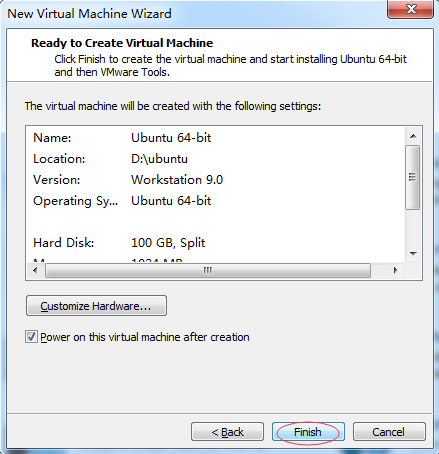 New Virtual Machine Wizard
Ready to Create Virtual Machine
Click Finish to create the virtual machine and start installing Ubuntu 64-bit
and then VMware Tools.
The virtual machine will be created with the following settings:
Name: Ubuntu 64-bit
Location: D:\ubuntu
Version: Workstation 9.0
Operating Sy... Ubuntu 64-bit
Hard Disk: 100 GB, Split
1024 MB
Customize Hardware...
Power on this virtual machine after creation
< Back Finish Cancel